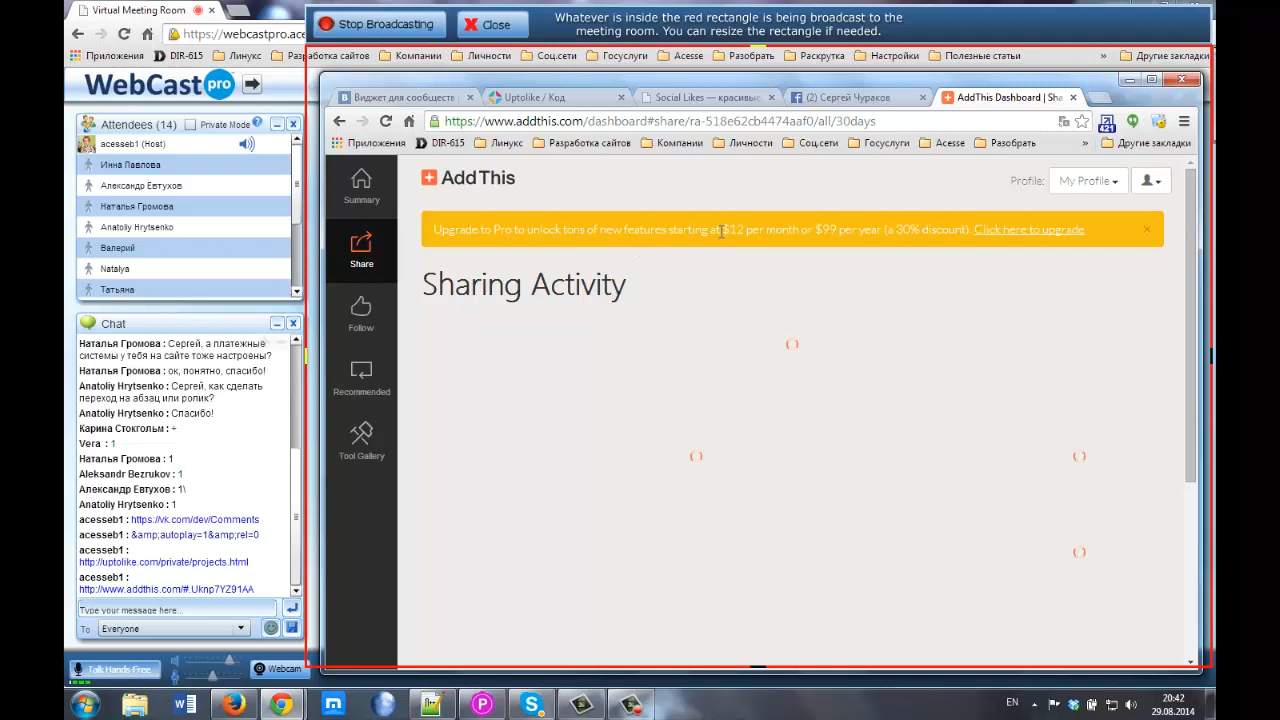 Virtual Meeting Room
https://webcastpro.ace
Приложения DIR-615 Линукс Разработка сайтов Компании Личности Соц.сети Госуслуги Acesse Разобрать Раскрутка Настройки Полезные статьи » Другие закладки
Stop Broadcasting
Close
Whatever is inside the red rectangle is being broadcast to the
meeting room. You can resize the rectangle if needed.
WebCast pro
Attendees (14) Private Mode ?
acesseb1 (Host)
Инна Павлова
Александр Евтухов
Наталья Громова
Anatoliy Hrytsenko
Валерий
Natalya
Татьяна
Chat
Наталья Громова : Сергей, а платежные
системы у тебя на сайте тоже настроены?
Наталья Громова : ок, понятно, спасибо!
Anatoliy Hrytsenko : Сергей, как сделать
переход на абзац или ролик?
Anatoliy Hrytsenko : Спасибо!
Карина Стокгольм : +
Vera : 1
Наталья Громова : 1
Aleksandr Bezrukov : 1
Александр Евтухов : 1\
Anatoliy Hrytsenko : 1
acesseb1 : https://vk.com/dev/Comments
acesseb1 : &amp;autoplay=1&amp;rel=0
acesseb1 :
http://uptolike.com/private/projects.html
acesseb1 :
http://www.addthis.com/#.Uknp7YZ91AA
Type your message here...
To Everyone
Talk Hands-Free
Webcam
Виджет для сообществ
Uptolike / Код
Social Likes — красивые
(2) Сергей Чураков
AddThis Dashboard | Sha
https://www.addthis.com/dashboard#share/ra-518e62cb4474aaf0/all/30days
421
Приложения DIR-615 Линукс Разработка сайтов Компании Личности Соц.сети Госуслуги Acesse Разобрать » Другие закладки
Summary
Share
Follow
Recommended
Tool Gallery
AddThis
Profile: My Profile
Upgrade to Pro to unlock tons of new features starting at $12 per month or $99 per year (a 30% discount). Click here to upgrade ×
Sharing Activity
EN
20:42
29.08.2014